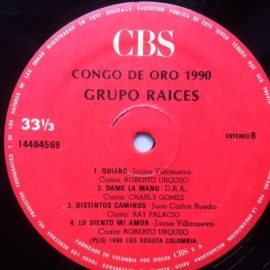 CBS
CONGO DE ORO 1990
GRUPO RAICES
33⅓
14464569
ESTEREO B
1. QUIERO -Jaime Villanueva-
Canta: ROBERTO URQUIJO
2. DAME LA MANO -D.R.A.-
Canta: CHARLY GOMEZ
3. DISTINTOS CAMINOS -Juan Carlos Rueda-
Canta: RAY PALACIO
4. LO SIENTO MI AMOR -Jaime Villanueva-
Canta: ROBERTO URQUIJO
(P)(C) 1990 CBS BOGOTA COLOMBIA